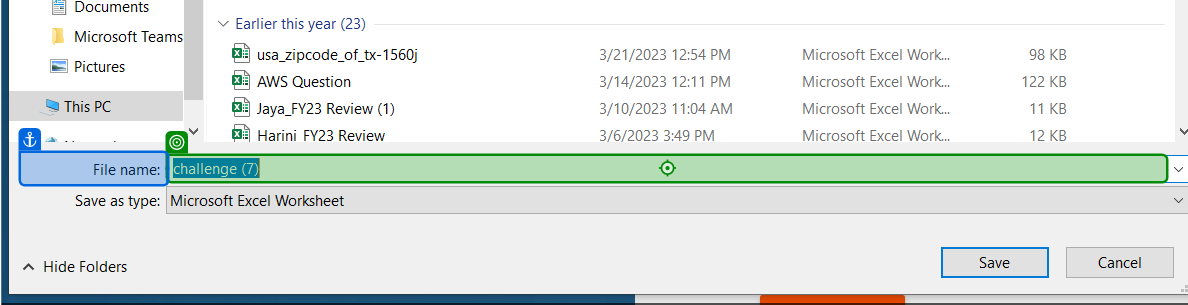 Documents
Microsoft Teams
Pictures
This PC
Earlier this year (23)
usa_zipcode_of_tx-1560j 3/21/2023 12:54 PM Microsoft Excel Work... 98 KB
AWS Question 3/14/2023 12:11 PM Microsoft Excel Work... 122 KB
Jaya_FY23 Review (1) 3/10/2023 11:04 AM Microsoft Excel Work... 11 KB
Harini_FY23 Review 3/6/2023 3:49 PM Microsoft Excel Work... 12 KB
File name: challenge (7)
Save as type: Microsoft Excel Worksheet
Hide Folders
Save
Cancel